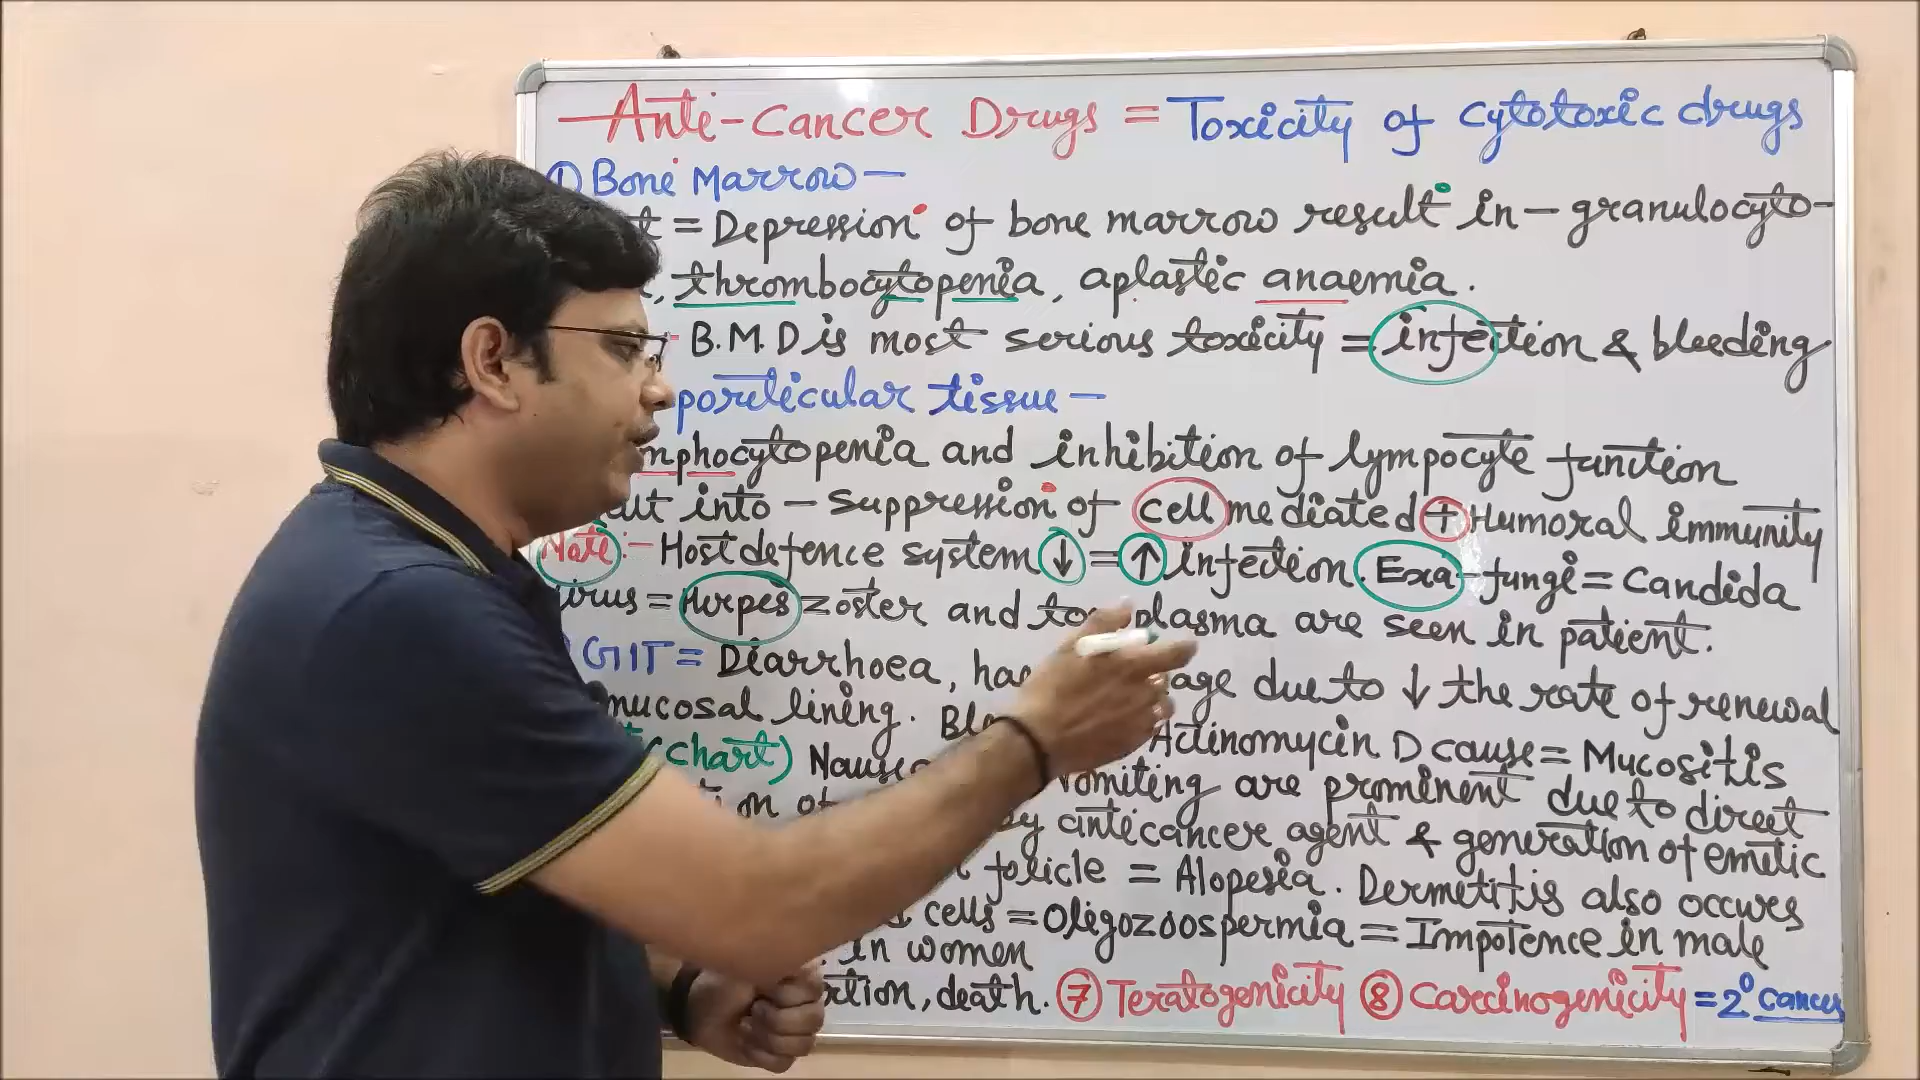 Anti-Cancer Drugs = Toxicity of cytotoxic drugs
① Bone Marrow —
= Depression of bone marrow result in — granulocyto-
, thrombocytopenia, aplastic anaemia.
- B.M.D is most serious toxicity = infection & bleeding
tissue —
and inhibition of lympocyte function
into — Suppression of cell mediated + Humoral immunity
Note :- Host defence system ↓ = ↑ infection. Exa - fungi = Candida
virus = Herpes zoster and are seen in patient.
GIT = Diarrhoea, due to ↓ the rate of renewal
mucosal lining. Actinomycin D cause = Mucositis
chart) Vomiting are prominent due to direct
by anticancer agent & generation of emetic
folicle = Alopesia. Dermetitis also occures
cells = Oligozoospermia = Impotence in male
in women
, death. ⑦ Teratogenicity ⑧ Carcinogenicity = 2° cancer